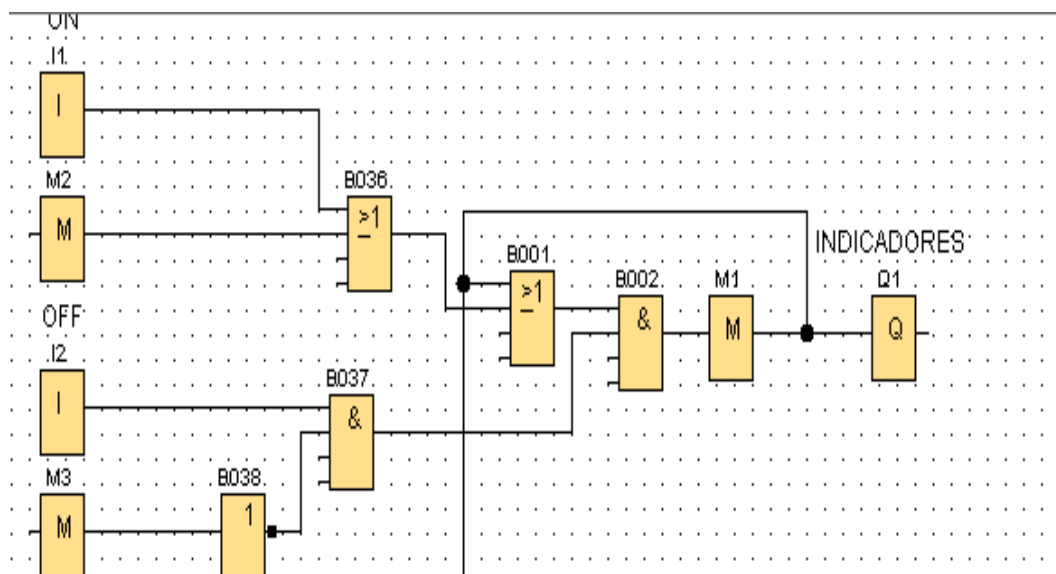 ON
I1
I
M2
M
B036
>1
B001
>1
INDICADORES
B002
&
M1
M
Q1
Q
OFF
I2
I
B037
&
M3
M
B038
1